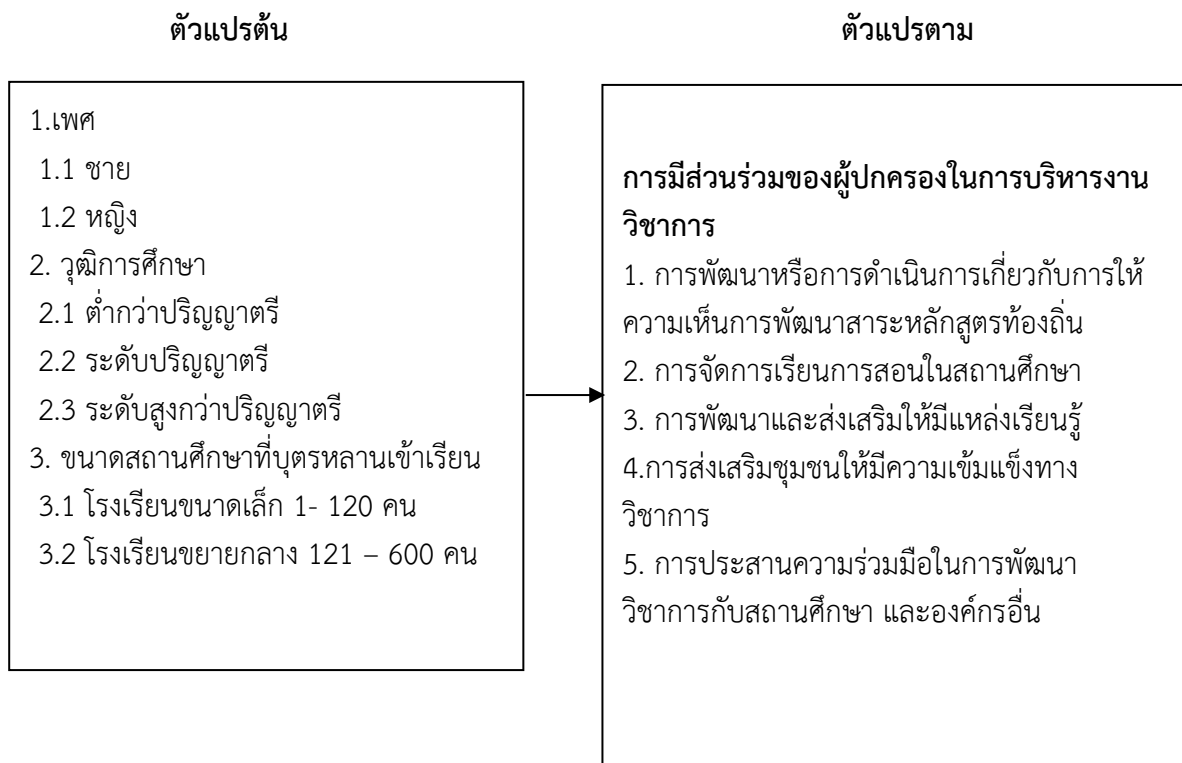 ตัวแปรต้น
ตัวแปรตาม
1.เพศ
1.1 ชาย
1.2 หญิง
2. วุฒิการศึกษา
2.1 ต่ำกว่าปริญญาตรี
2.2 ระดับปริญญาตรี
2.3 ระดับสูงกว่าปริญญาตรี
3. ขนาดสถานศึกษาที่บุตรหลานเข้าเรียน
3.1 โรงเรียนขนาดเล็ก 1- 120 คน
3.2 โรงเรียนขยายกลาง 121 – 600 คน
การมีส่วนร่วมของผู้ปกครองในการบริหารงาน
วิชาการ
1. การพัฒนาหรือการดำเนินการเกี่ยวกับการให้
ความเห็นการพัฒนาสาระหลักสูตรท้องถิ่น
2. การจัดการเรียนการสอนในสถานศึกษา
3. การพัฒนาและส่งเสริมให้มีแหล่งเรียนรู้
4.การส่งเสริมชุมชนให้มีความเข้มแข็งทาง
วิชาการ
5. การประสานความร่วมมือในการพัฒนา
วิชาการกับสถานศึกษา และองค์กรอื่น